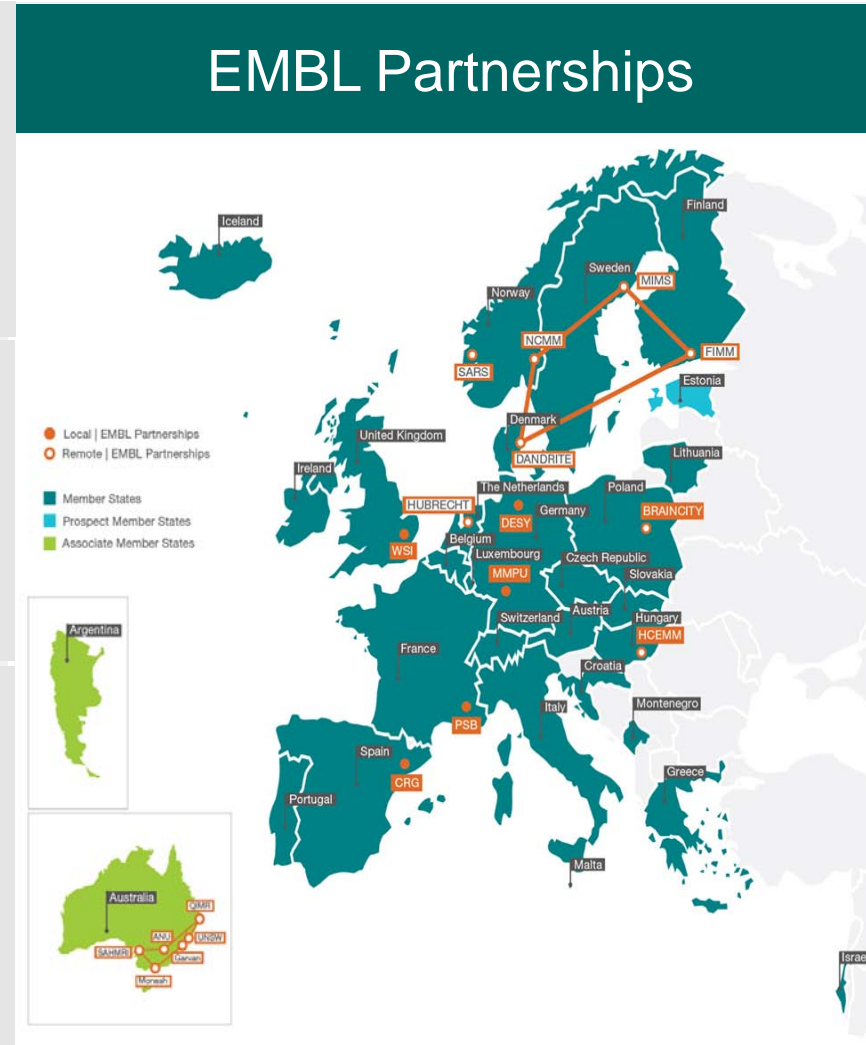 EMBL Partnerships
Iceland
Finland
Sweden
MIMS
Norway
NCMM
FIMM
SARS
Estonia
Denmark
Local | EMBL Partnerships
United Kingdom
Remote | EMBL Partnerships
DANDRITE
Lithuania
Ireland
The Netherlands
Poland
Member States
HUBRECHT
Germany
BRAINCITY
Prospect Member States
DESY
Associate Member States
Belgium
WSI
Luxembourg
Czech Republic
MMPU
Slovakia
Argentina
Switzerland
Austria
Hungary
HCEMM
France
Croatia
Italy
Montenegro
PSB
Spain
Greece
CRG
Portugal
Malta
Australia
QIMR
ANU
UNSW
SAHMRI
Garvan
Monash
Israe